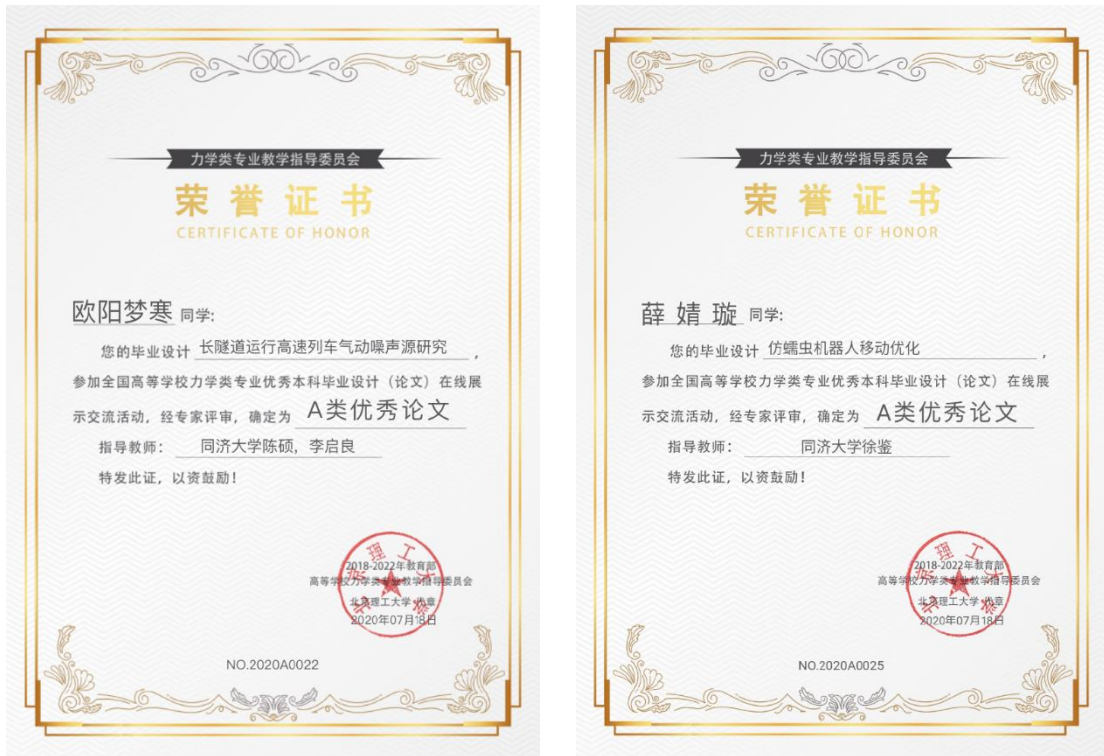 力学类专业教学指导委员会
荣誉证书
CERTIFICATE OF HONOR
欧阳梦寒 同学:
您的毕业设计 长隧道运行高速列车气动噪声源研究 ,
参加全国高等学校力学类专业优秀本科毕业设计（论文）在线展
示交流活动，经专家评审，确定为 A类优秀论文
指导教师： 同济大学陈硕，李启良
特发此证，以资鼓励！
北京理工大学
2018-2022年教育部
高等学校力学类专业教学指导委员会
北京理工大学 代章
2020年07月18日
NO.2020A0022
力学类专业教学指导委员会
荣誉证书
CERTIFICATE OF HONOR
薛婧璇 同学:
您的毕业设计 仿蠕虫机器人移动优化 ,
参加全国高等学校力学类专业优秀本科毕业设计（论文）在线展
示交流活动，经专家评审，确定为 A类优秀论文
指导教师： 同济大学徐鉴
特发此证，以资鼓励！
北京理工大学
2018-2022年教育部
高等学校力学类专业教学指导委员会
北京理工大学 代章
2020年07月18日
NO.2020A0025